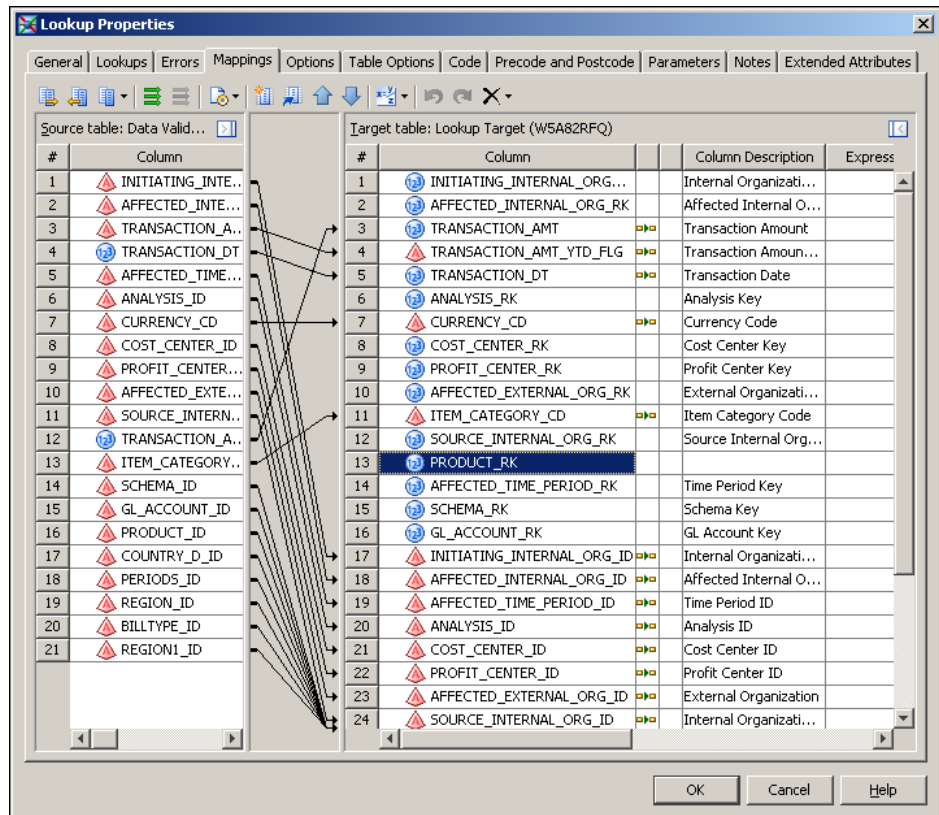 Lookup Properties
General Lookups Errors Mappings Options Table Options Code Precode and Postcode Parameters Notes Extended Attributes
Source table: Data Valid...
# Column
1 INITIATING_INTE..
2 AFFECTED_INTE...
3 TRANSACTION_A..
4 TRANSACTION_DT
5 AFFECTED_TIME...
6 ANALYSIS_ID
7 CURRENCY_CD
8 COST_CENTER_ID
9 PROFIT_CENTER...
10 AFFECTED_EXTE...
11 SOURCE_INTERN..
12 TRANSACTION_A..
13 ITEM_CATEGORY..
14 SCHEMA_ID
15 GL_ACCOUNT_ID
16 PRODUCT_ID
17 COUNTRY_D_ID
18 PERIODS_ID
19 REGION_ID
20 BILLTYPE_ID
21 REGION1_ID
Target table: Lookup Target (W5A82RFQ)
# Column Column Description Express
1 INITIATING_INTERNAL_ORG... Internal Organizati...
2 AFFECTED_INTERNAL_ORG_RK Affected Internal O...
3 TRANSACTION_AMT Transaction Amount
4 TRANSACTION_AMT_YTD_FLG Transaction Amoun...
5 TRANSACTION_DT Transaction Date
6 ANALYSIS_RK Analysis Key
7 CURRENCY_CD Currency Code
8 COST_CENTER_RK Cost Center Key
9 PROFIT_CENTER_RK Profit Center Key
10 AFFECTED_EXTERNAL_ORG_RK External Organizati...
11 ITEM_CATEGORY_CD Item Category Code
12 SOURCE_INTERNAL_ORG_RK Source Internal Org...
13 PRODUCT_RK
14 AFFECTED_TIME_PERIOD_RK Time Period Key
15 SCHEMA_RK Schema Key
16 GL_ACCOUNT_RK GL Account Key
17 INITIATING_INTERNAL_ORG_ID Internal Organizati...
18 AFFECTED_INTERNAL_ORG_ID Affected Internal O...
19 AFFECTED_TIME_PERIOD_ID Time Period ID
20 ANALYSIS_ID Analysis ID
21 COST_CENTER_ID Cost Center ID
22 PROFIT_CENTER_ID Profit Center ID
23 AFFECTED_EXTERNAL_ORG_ID External Organization
24 SOURCE_INTERNAL_ORG_ID Internal Organizati...
OK Cancel Help